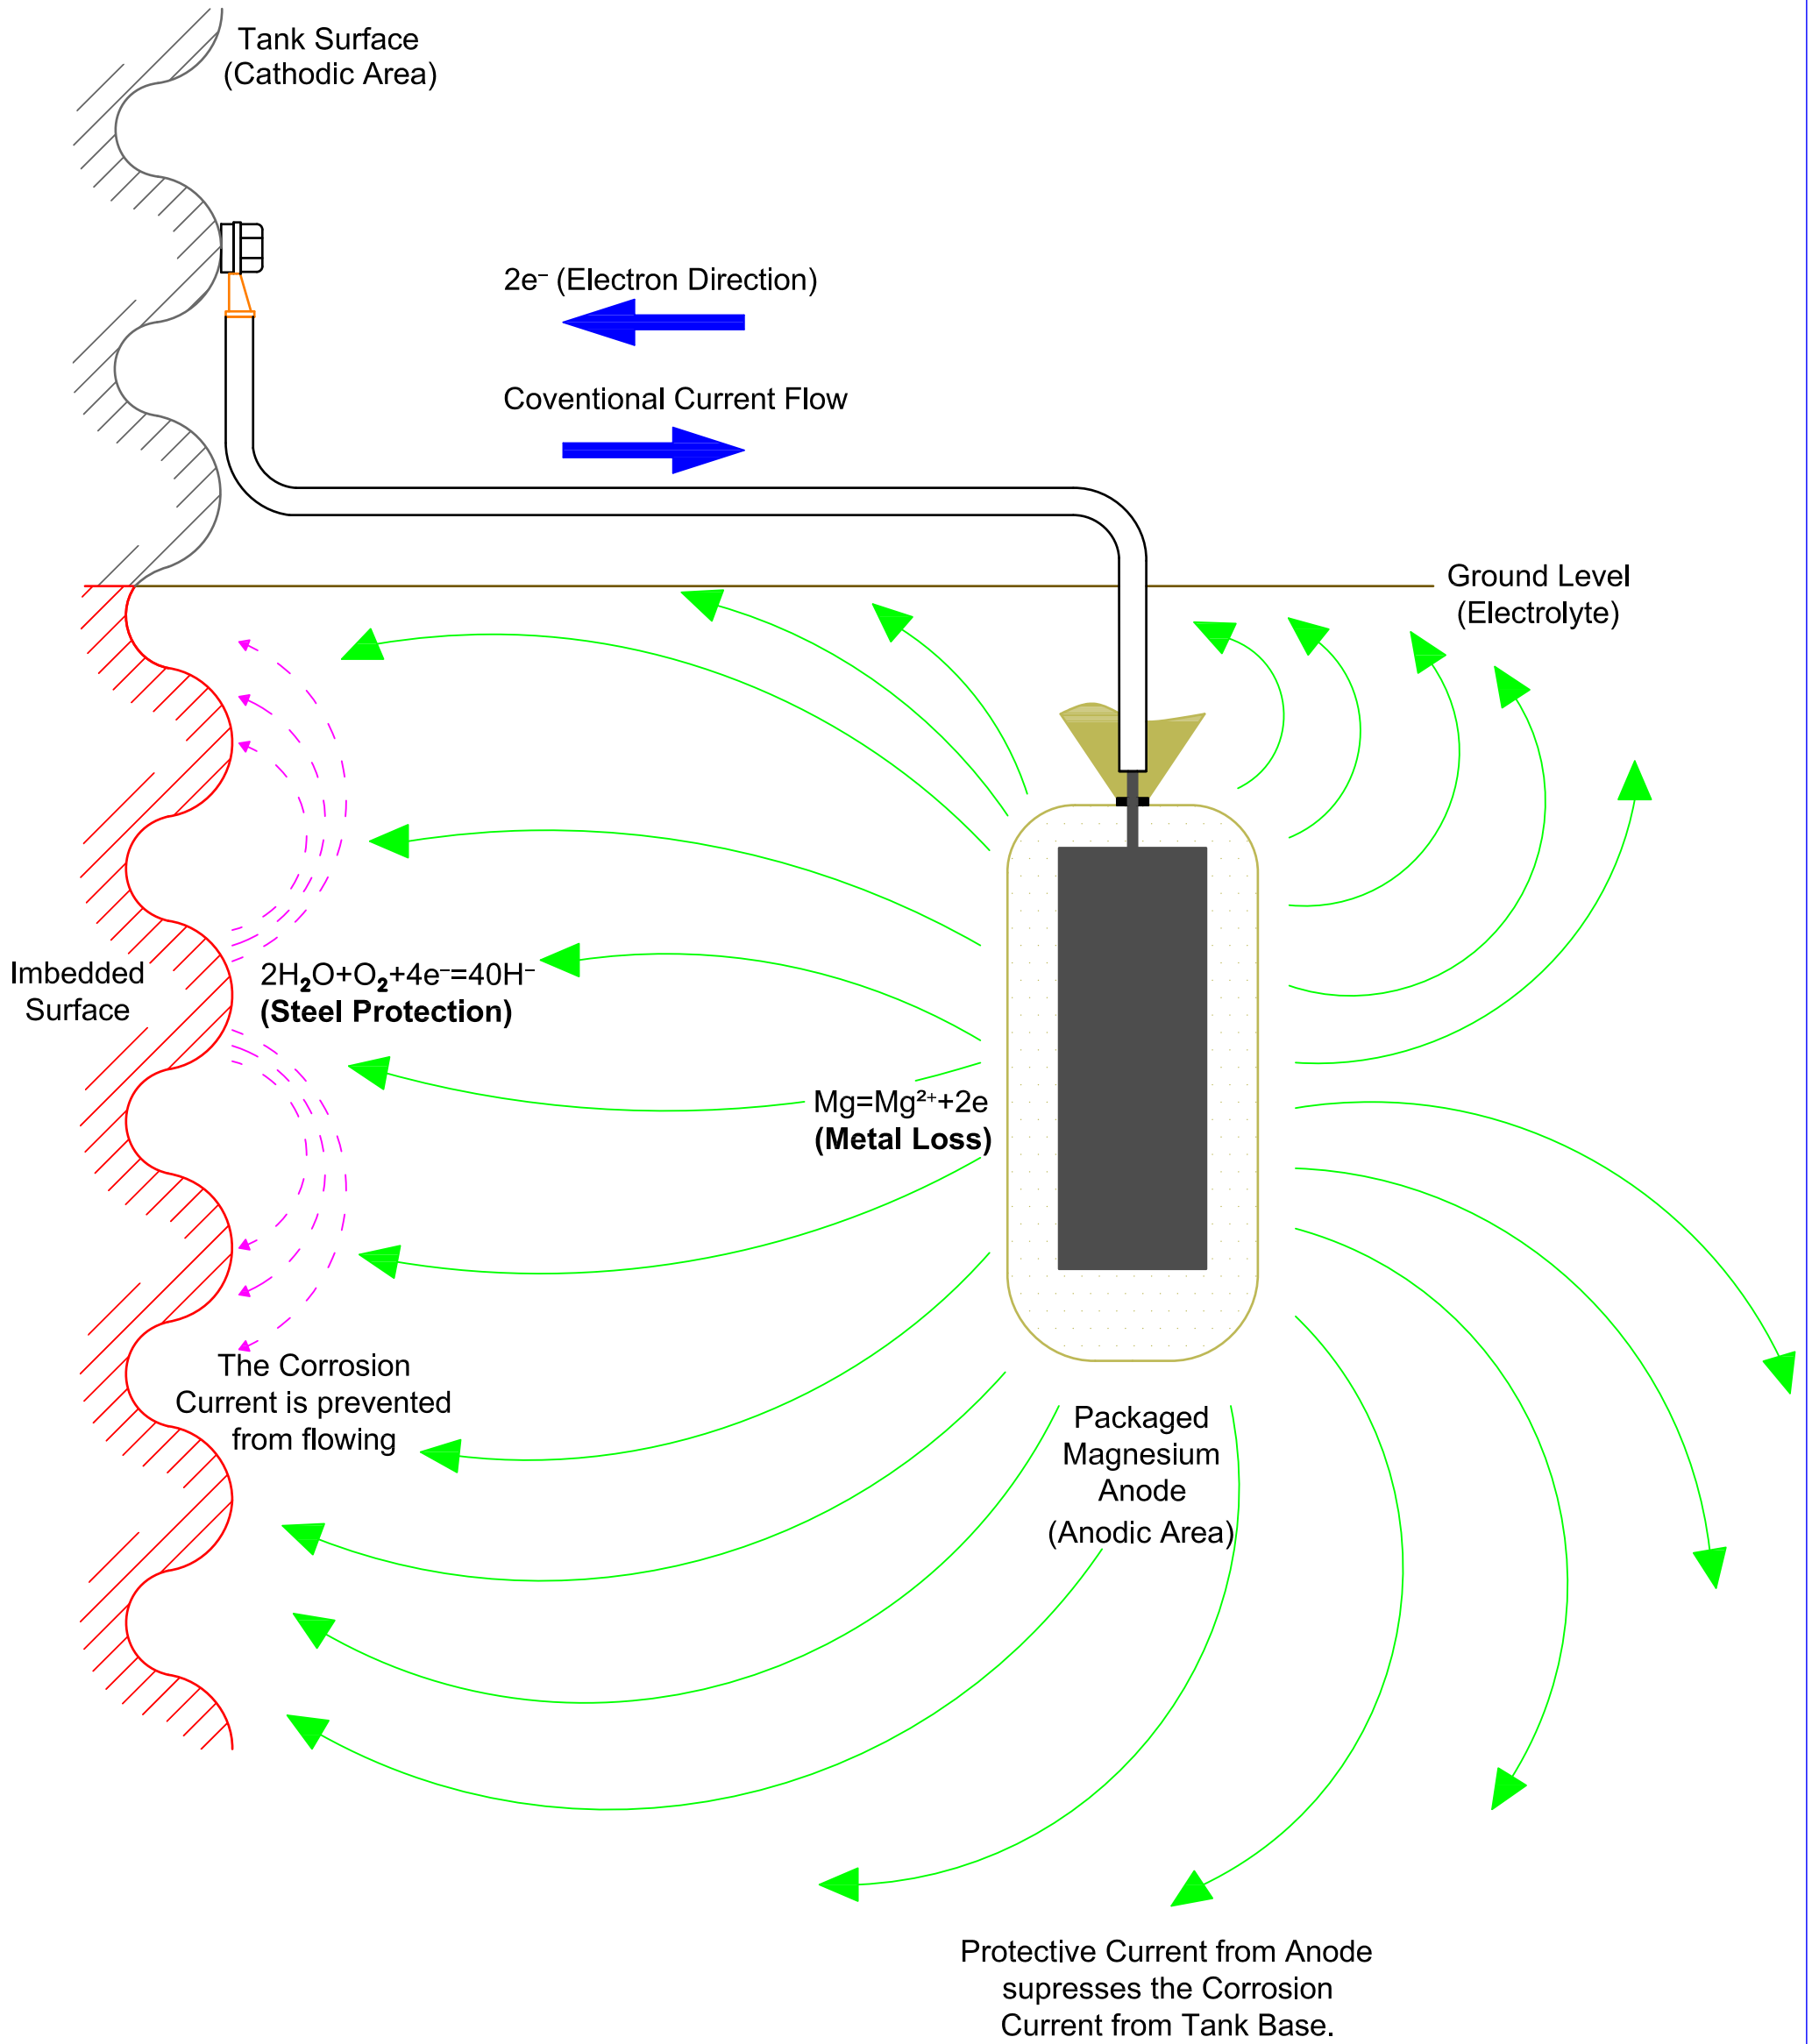 Tank Surface
(Cathodic Area)
2e⁻ (Electron Direction)
Coventional Current Flow
Ground Level
(Electrolyte)
Imbedded
Surface
2H₂O+O₂+4e⁻=40H⁻
(Steel Protection)
Mg=Mg²⁺+2e
(Metal Loss)
The Corrosion
Current is prevented
from flowing
Packaged
Magnesium
Anode
(Anodic Area)
Protective Current from Anode
supresses the Corrosion
Current from Tank Base.